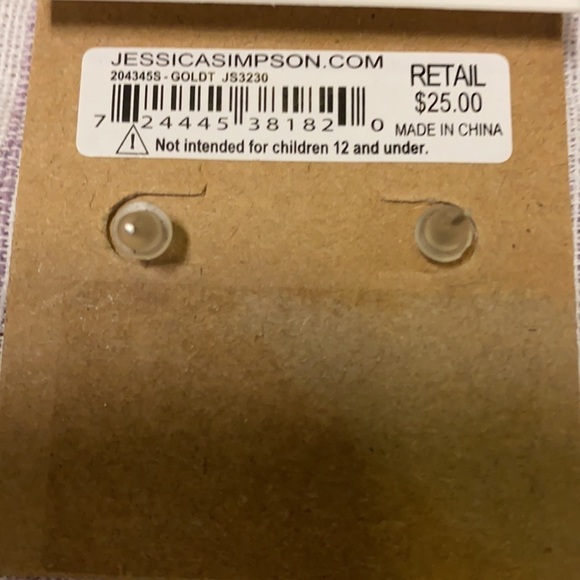 JESSICASIMPSON.COM
204345S-GOLDT JS3230
RETAIL
$25.00
7 24445 38182 0
MADE IN CHINA
Not intended for children 12 and under.